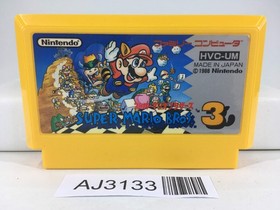 Nintendo
ファミリー コンピュータ
HVC-UM
MADE IN JAPAN
© 1988 Nintendo
SUPER MARIO BROS. 3
AJ3133